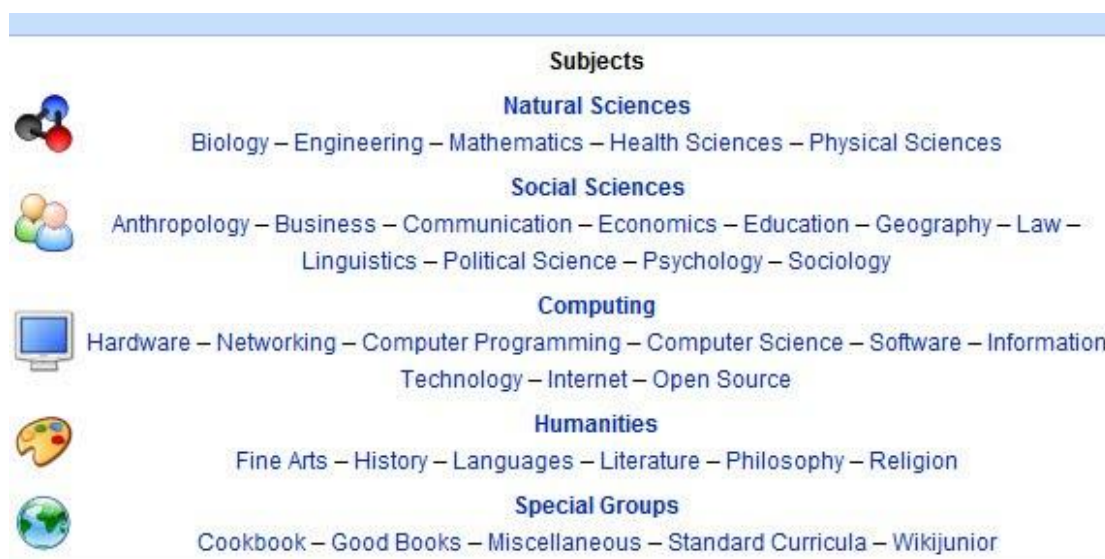 Subjects
Natural Sciences
Biology – Engineering – Mathematics – Health Sciences – Physical Sciences
Social Sciences
Anthropology – Business – Communication – Economics – Education – Geography – Law –
Linguistics – Political Science – Psychology – Sociology
Computing
Hardware – Networking – Computer Programming – Computer Science – Software – Information
Technology – Internet – Open Source
Humanities
Fine Arts – History – Languages – Literature – Philosophy – Religion
Special Groups
Cookbook – Good Books – Miscellaneous – Standard Curricula – Wikijunior